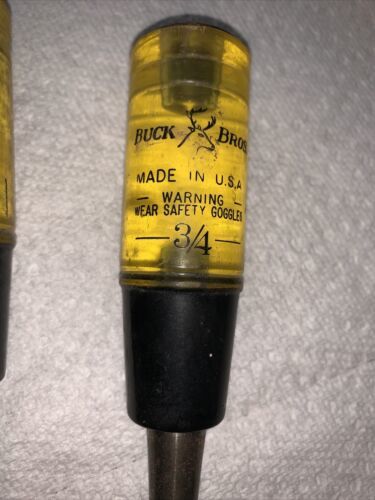 BUCK BROS.
MADE IN U.S.A
— WARNING —
WEAR SAFETY GOGGLES
— 3/4 —